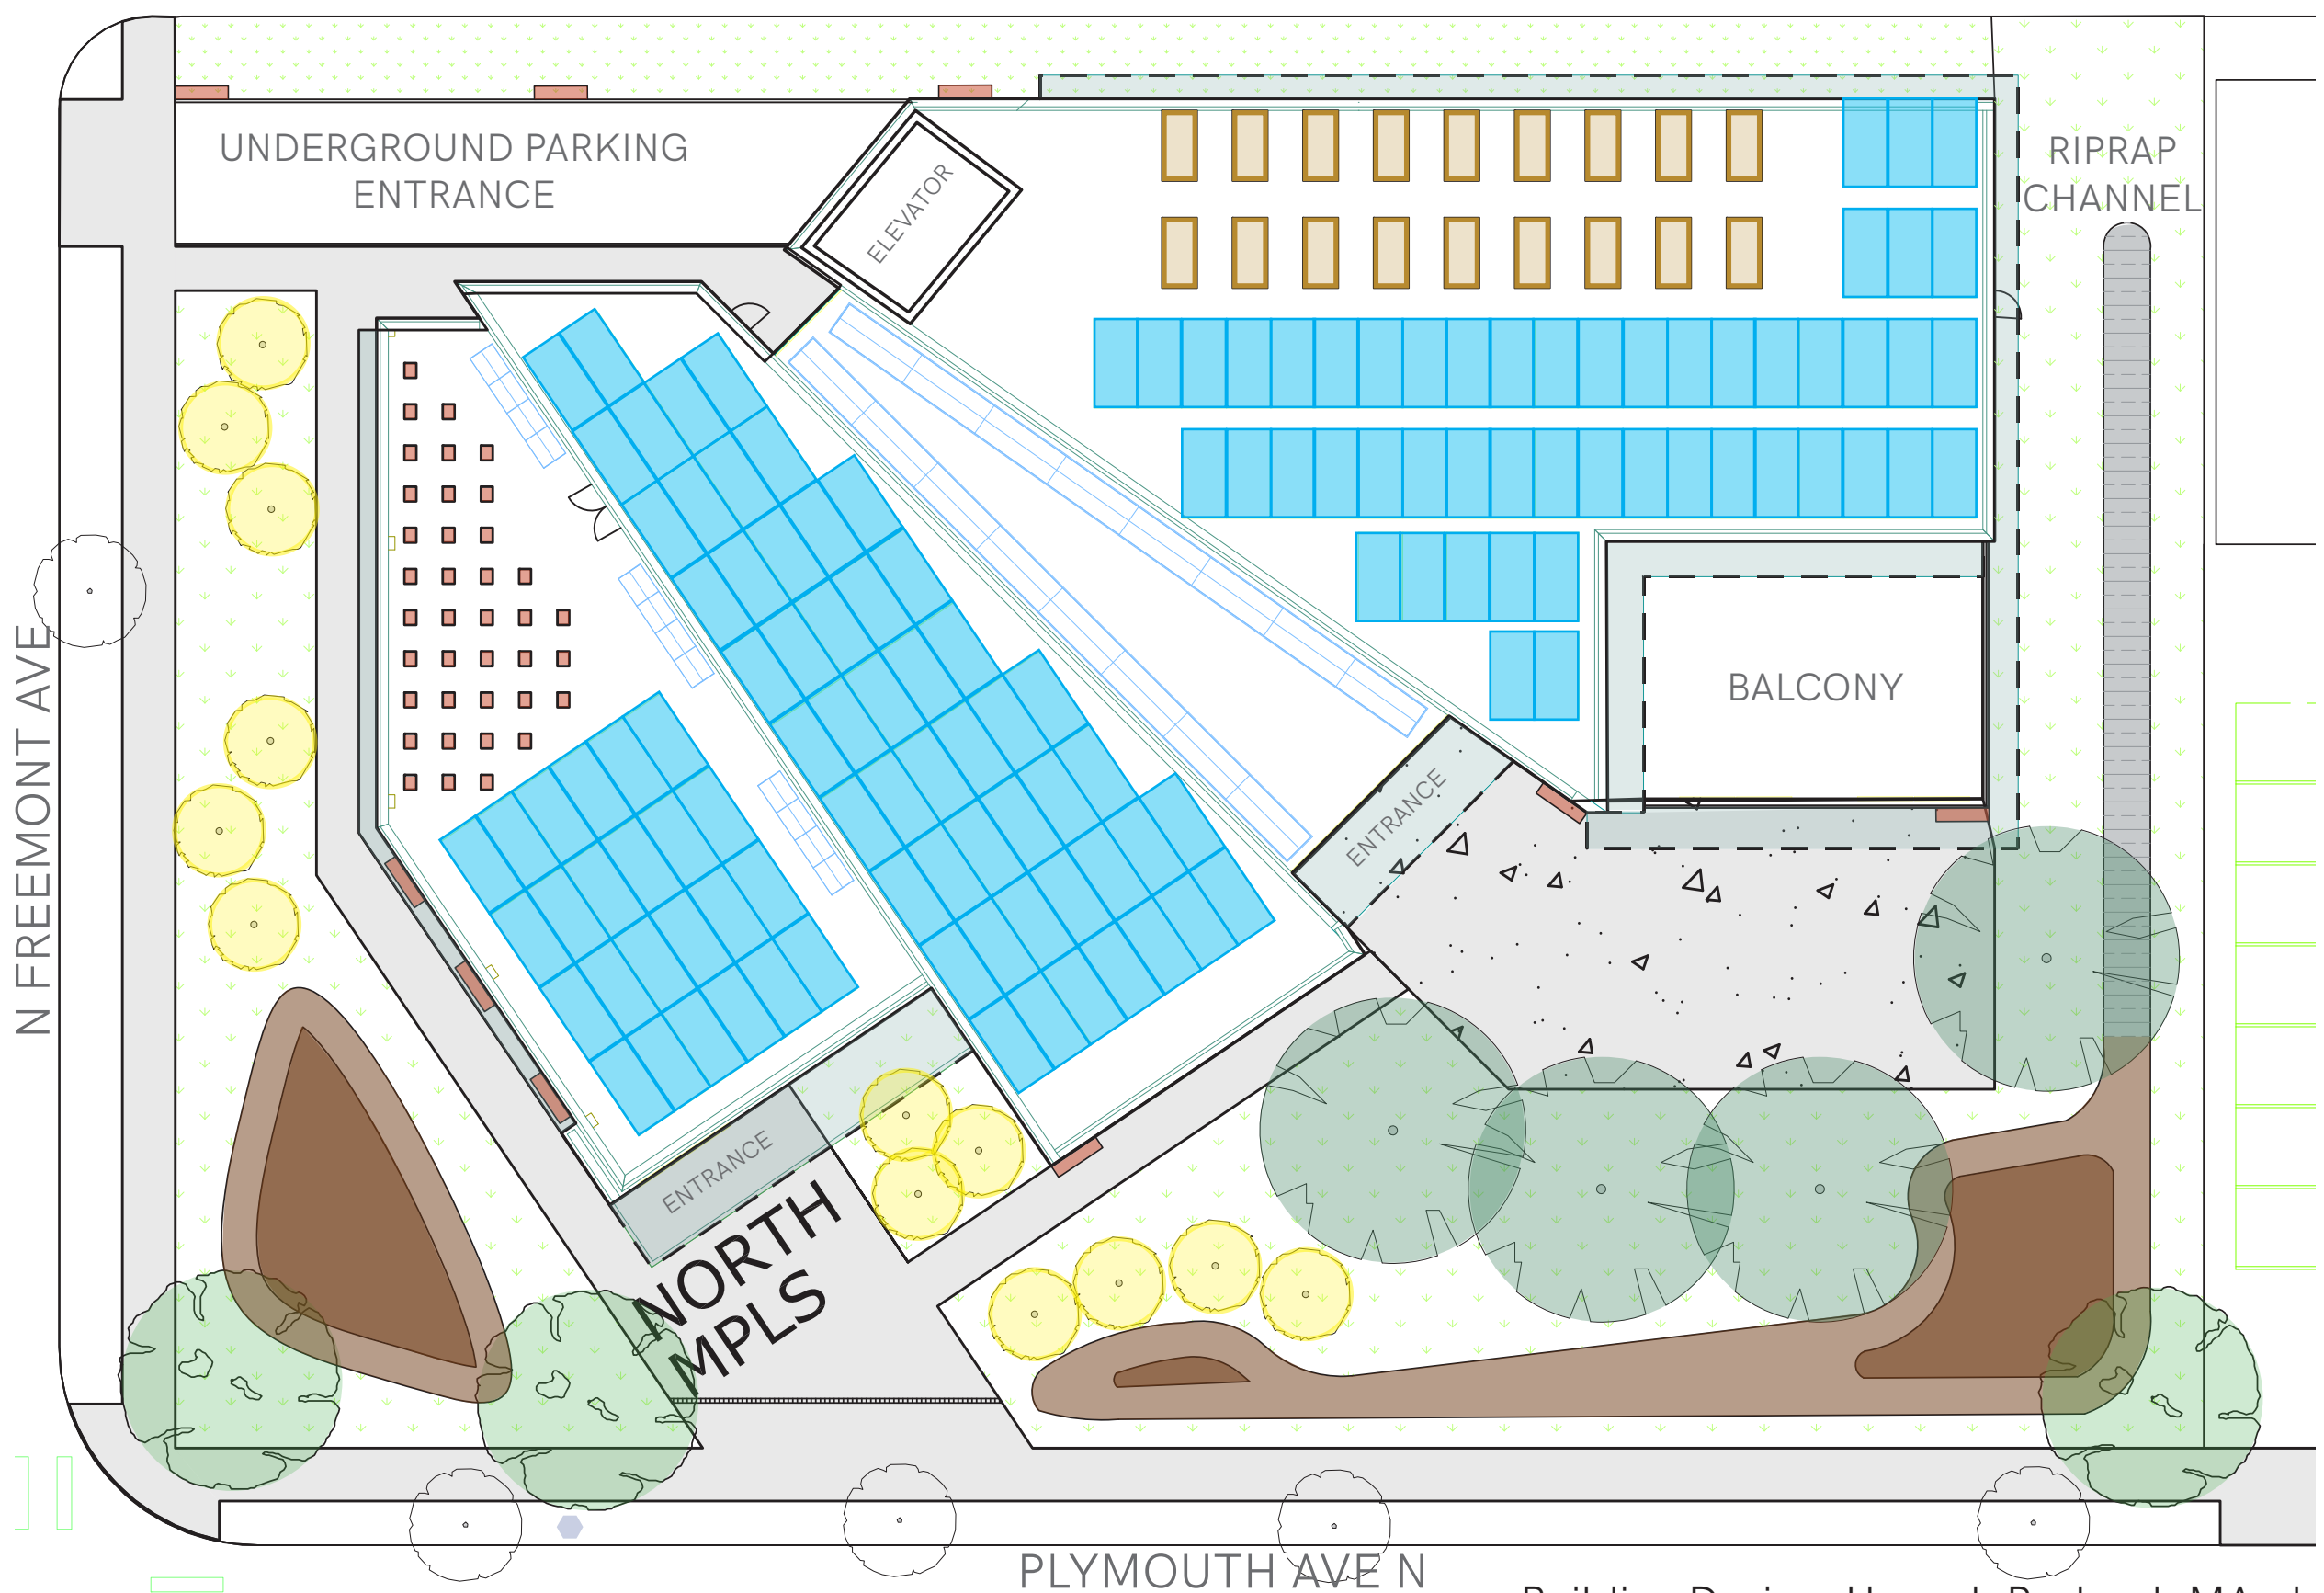 UNDERGROUND PARKING
ENTRANCE
ELEVATOR
RIPRAP
CHANNEL
BALCONY
ENTRANCE
N FREEMONT AVE
ENTRANCE
NORTH
MPLS
PLYMOUTH AVE N